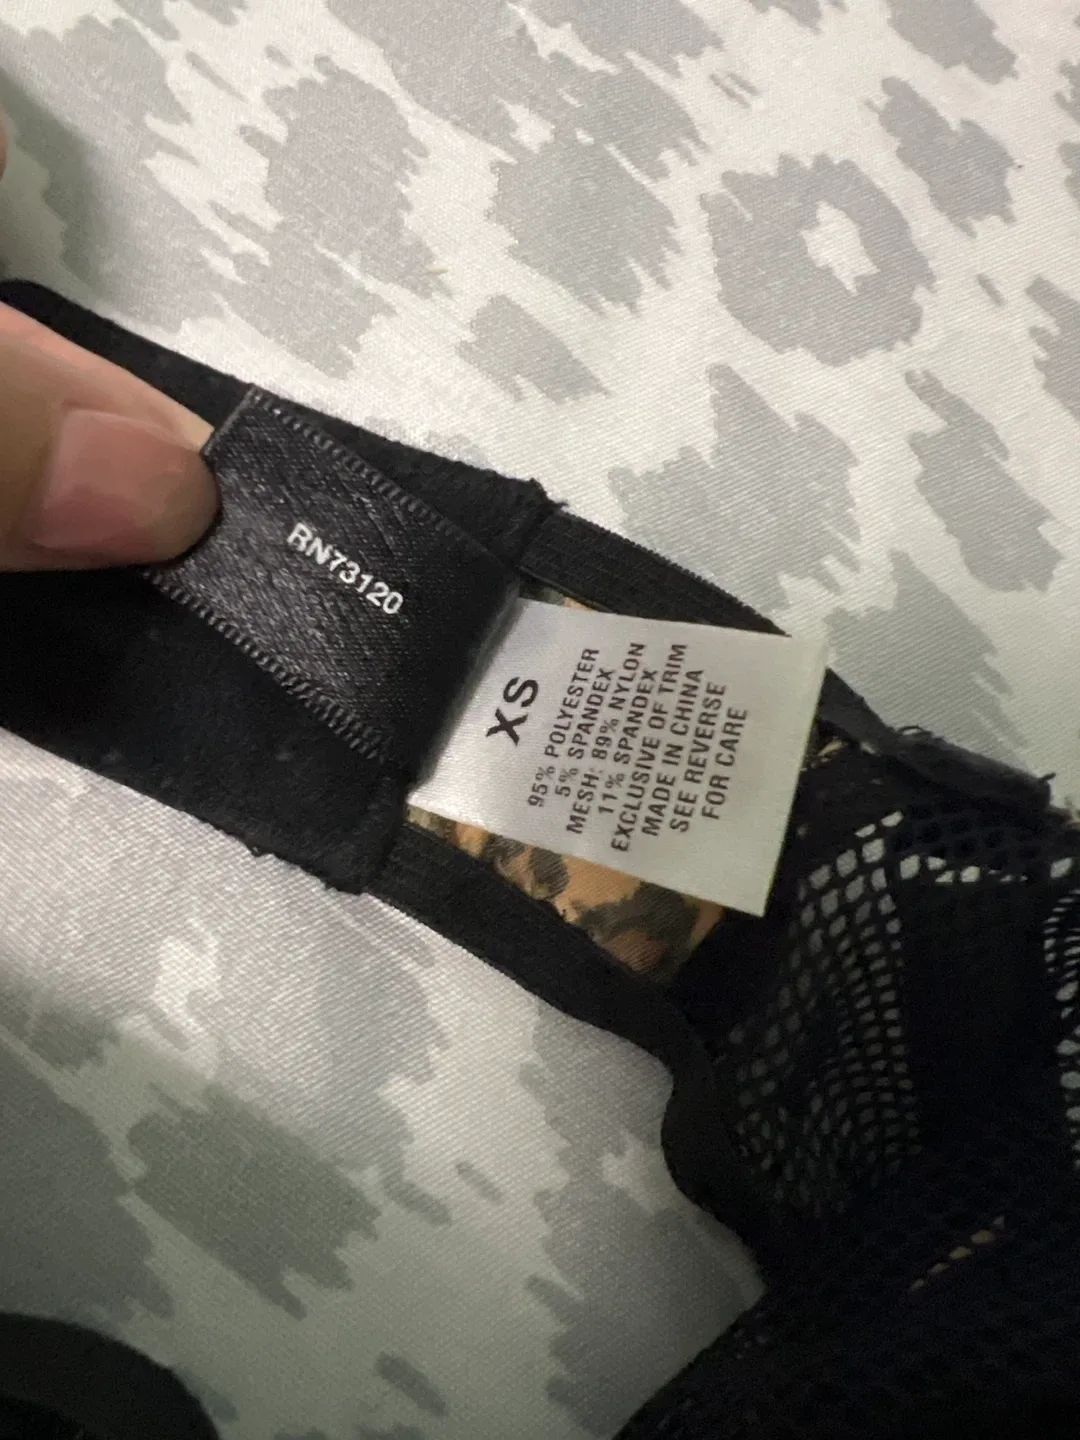 RN73120
XS
95% POLYESTER
5% SPANDEX
MESH: 89% NYLON
11% SPANDEX
EXCLUSIVE OF TRIM
MADE IN CHINA
SEE REVERSE
FOR CARE